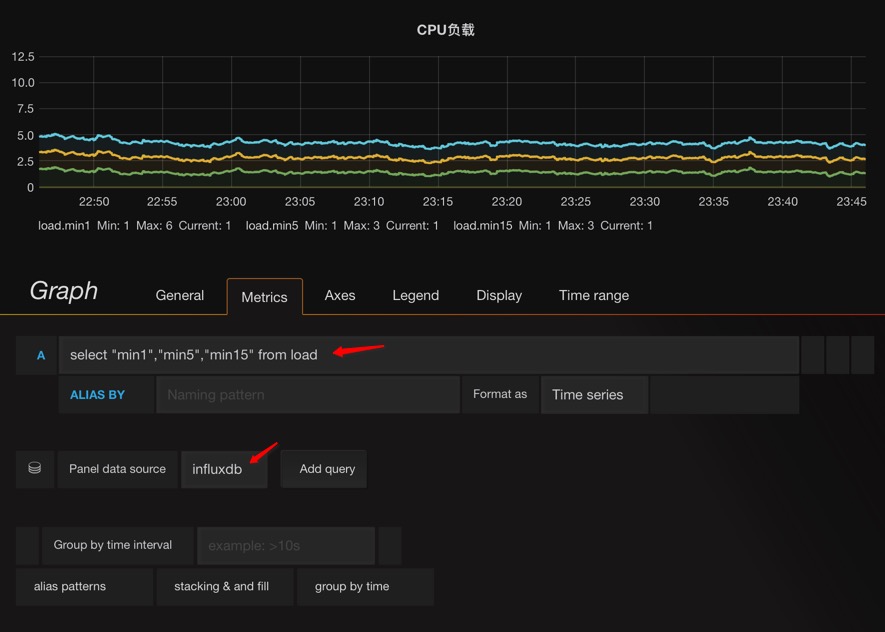 CPU负载
12.5
10.0
7.5
5.0
2.5
0
22:50 22:55 23:00 23:05 23:10 23:15 23:20 23:25 23:30 23:35 23:40 23:45
load.min1 Min: 1 Max: 6 Current: 1 load.min5 Min: 1 Max: 3 Current: 1 load.min15 Min: 1 Max: 3 Current: 1
Graph General Metrics Axes Legend Display Time range
A select "min1","min5","min15" from load
ALIAS BY Naming pattern Format as Time series
Panel data source influxdb Add query
Group by time interval example: >10s
alias patterns stacking & and fill group by time